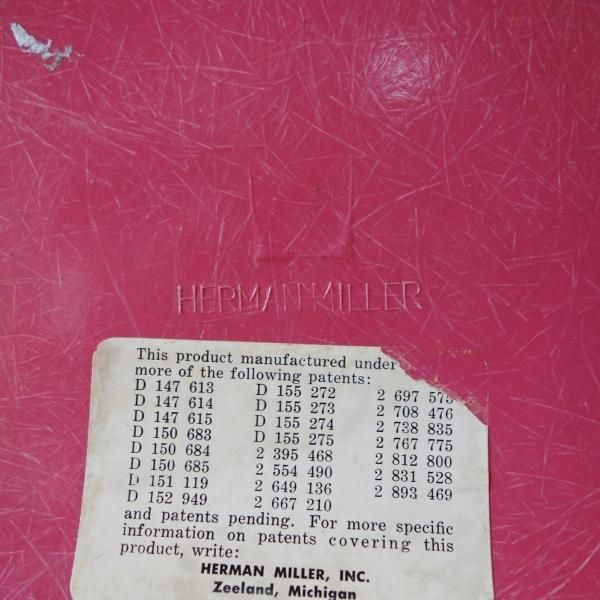 HERMAN MILLER
This product manufactured under
more of the following patents:
D 147 613 D 155 272 2 697 575
D 147 614 D 155 273 2 708 476
D 147 615 D 155 274 2 738 835
D 150 683 D 155 275 2 767 775
D 150 684 2 395 468 2 812 800
D 150 685 2 554 490 2 831 528
D 151 119 2 649 136 2 893 469
D 152 949 2 667 210
and patents pending. For more specific
information on patents covering this
product, write:
HERMAN MILLER, INC.
Zeeland, Michigan